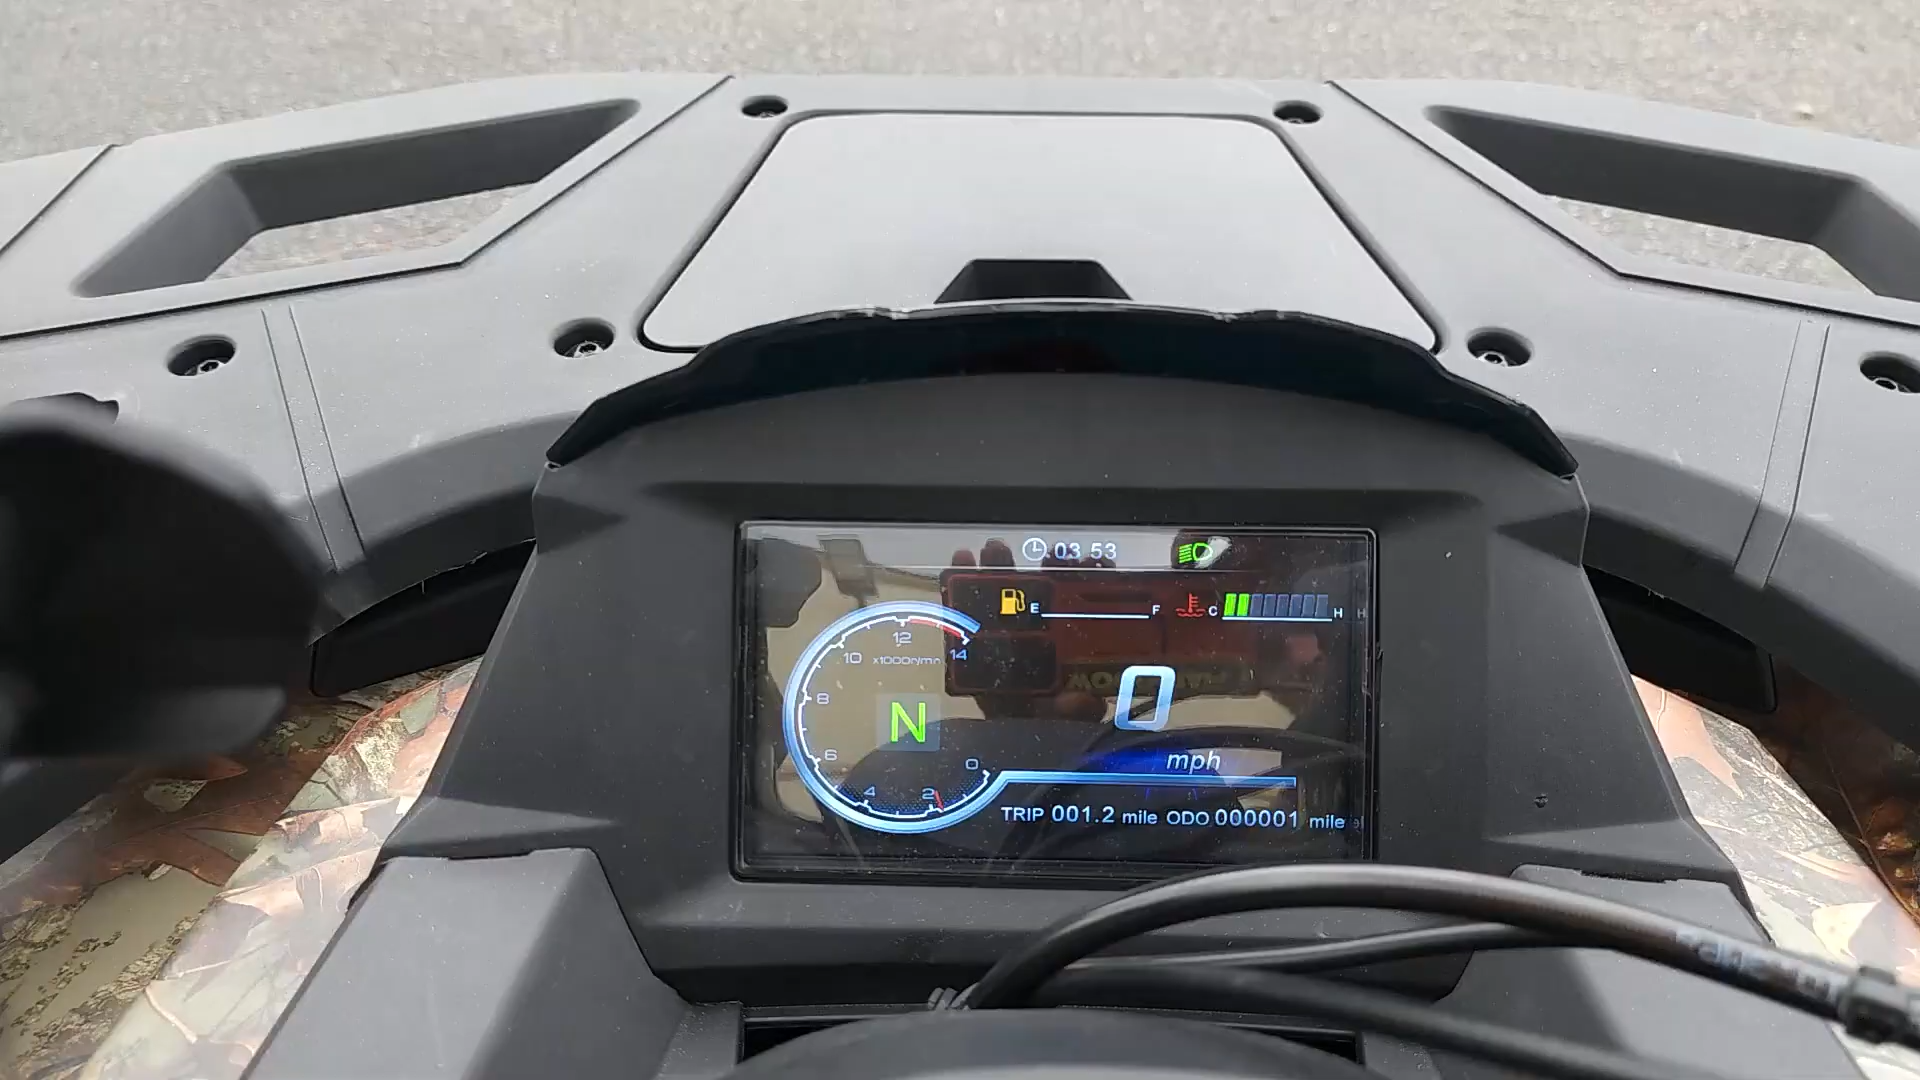 03 53
E F C H
12
10 x1000r/min 14
8
N 0
6 0 mph
4 2
TRIP 001.2 mile ODO 000001 mile